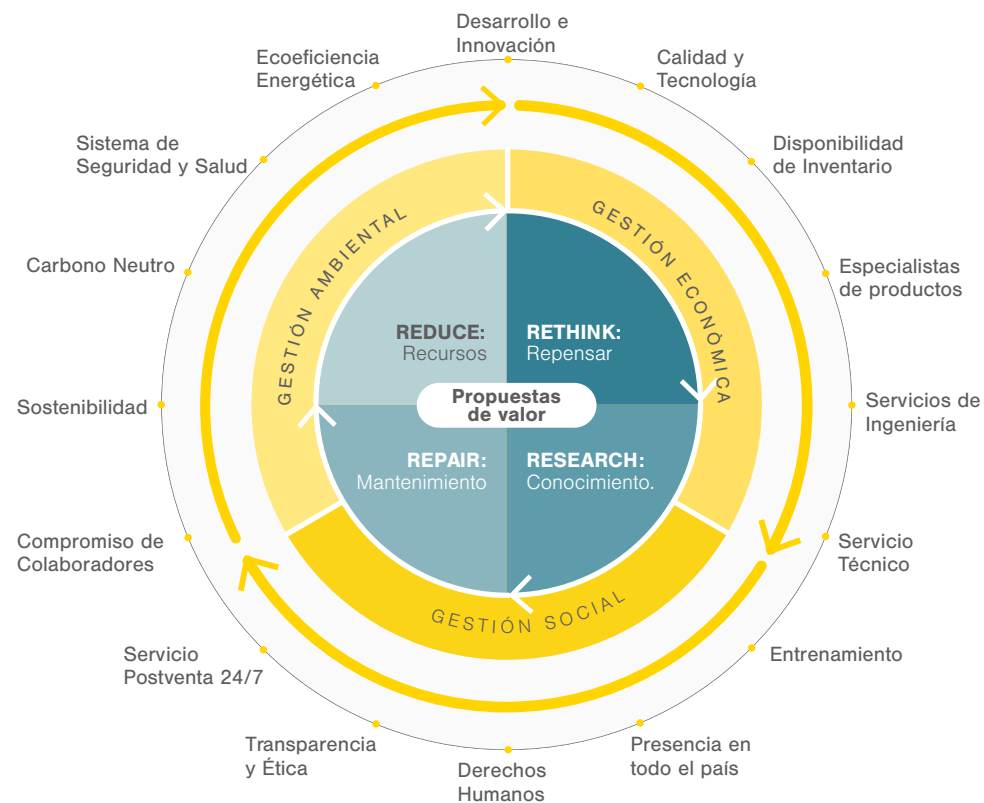 Desarrollo e
Innovación
Ecoeficiencia
Energética
Calidad y
Tecnología
Sistema de
Seguridad y Salud
Disponibilidad
de Inventario
Carbono Neutro
Especialistas
de productos
Sostenibilidad
Servicios de
Ingeniería
Compromiso de
Colaboradores
Servicio
Técnico
Servicio
Postventa 24/7
Entrenamiento
Transparencia
y Ética
Derechos
Humanos
Presencia en
todo el país
GESTIÓN AMBIENTAL
GESTIÓN ECONÒMICA
GESTIÓN SOCIAL
REDUCE:
Recursos
RETHINK:
Repensar
Propuestas
de valor
REPAIR:
Mantenimiento
RESEARCH:
Conocimiento.